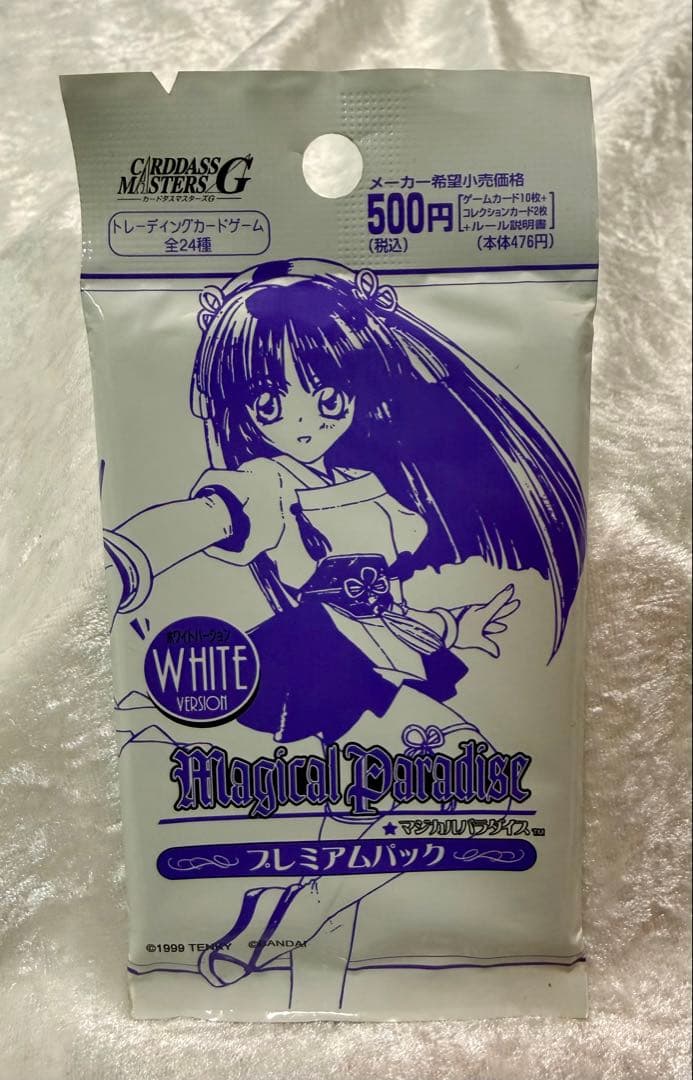 CARDDASS
MASTERS G
カードダスマスターズG
トレーディングカードゲーム
全24種
メーカー希望小売価格
500円
(税込)
ゲームカード10枚+
コレクションカード2枚
+ルール説明書
(本体476円)
ホワイトバージョン
WHITE
VERSION
Magical Paradise
★マジカルパラダイス™
プレミアムパック
©1999 TENKY ©BANDAI